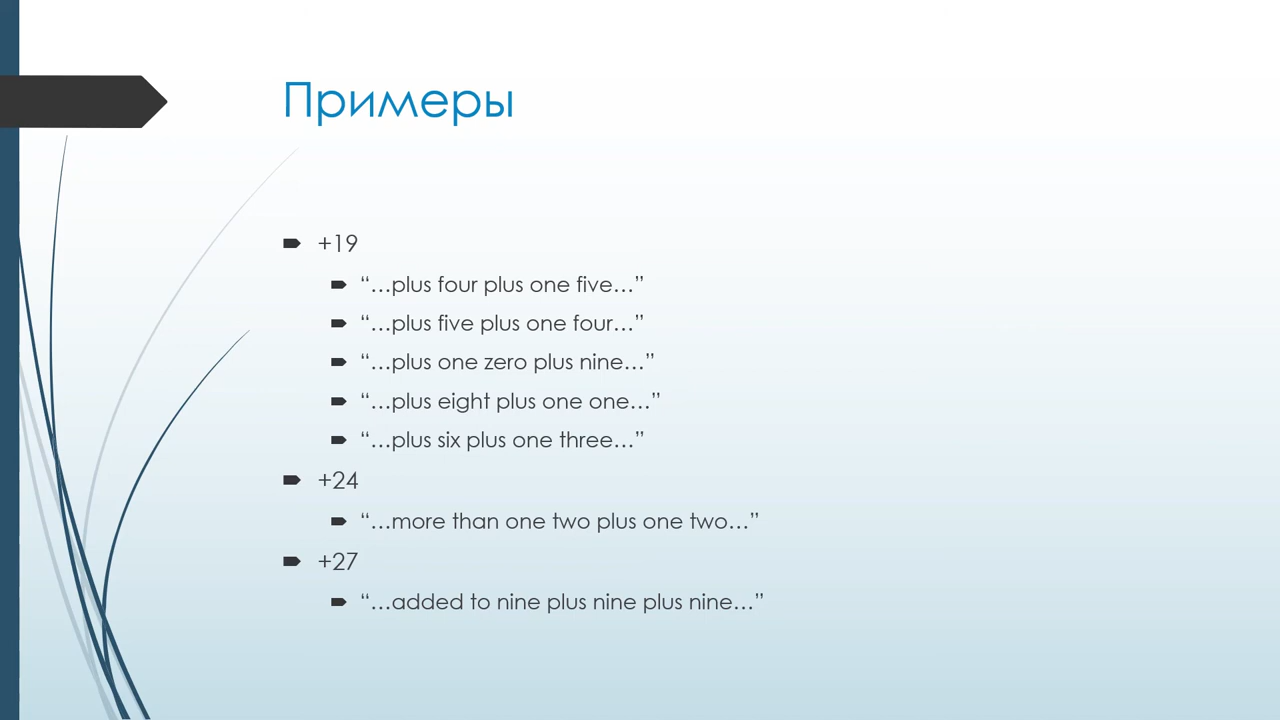 Примеры
+19
“…plus four plus one five…”
“…plus five plus one four…”
“…plus one zero plus nine…”
“…plus eight plus one one…”
“…plus six plus one three…”
+24
“…more than one two plus one two…”
+27
“…added to nine plus nine plus nine…”